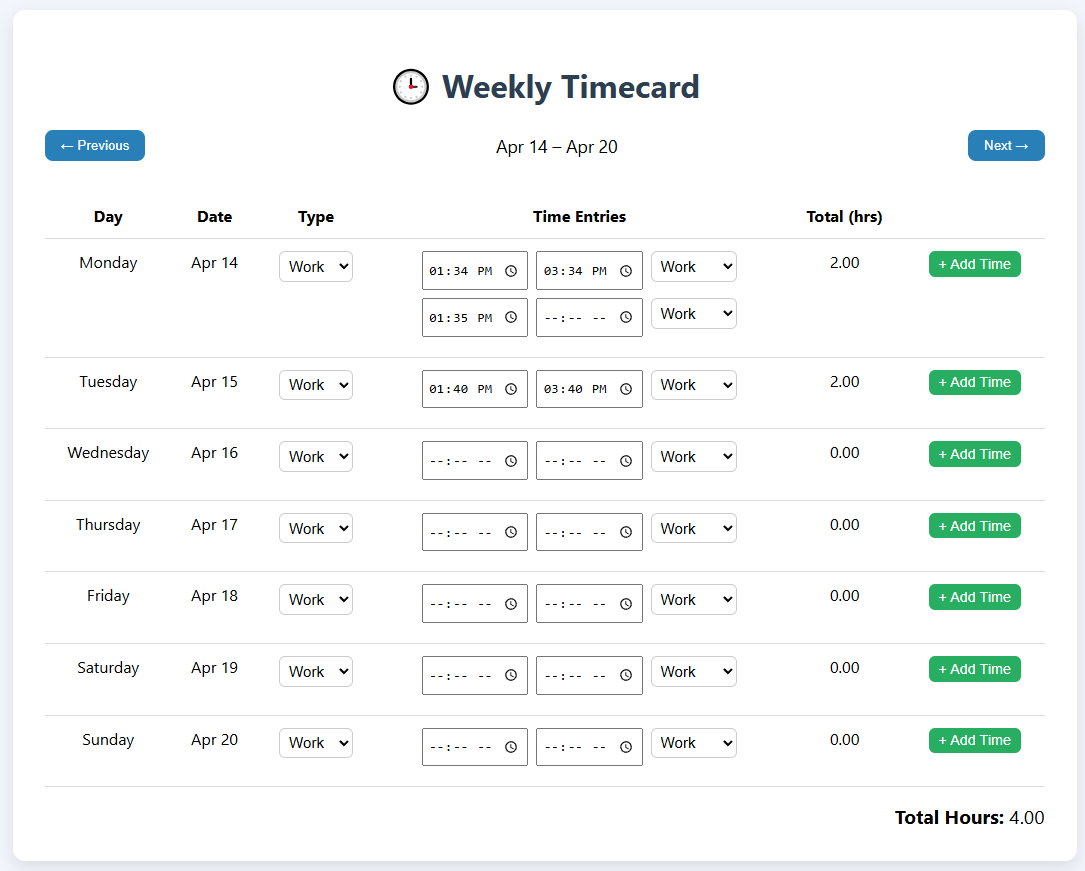 Weekly Timecard
← Previous
Apr 14 – Apr 20
Next →
Day Date Type Time Entries Total (hrs)
Monday Apr 14 Work 01:34 PM 03:34 PM Work 2.00 + Add Time
01:35 PM --:-- -- Work
Tuesday Apr 15 Work 01:40 PM 03:40 PM Work 2.00 + Add Time
Wednesday Apr 16 Work --:-- -- --:-- -- Work 0.00 + Add Time
Thursday Apr 17 Work --:-- -- --:-- -- Work 0.00 + Add Time
Friday Apr 18 Work --:-- -- --:-- -- Work 0.00 + Add Time
Saturday Apr 19 Work --:-- -- --:-- -- Work 0.00 + Add Time
Sunday Apr 20 Work --:-- -- --:-- -- Work 0.00 + Add Time
Total Hours: 4.00